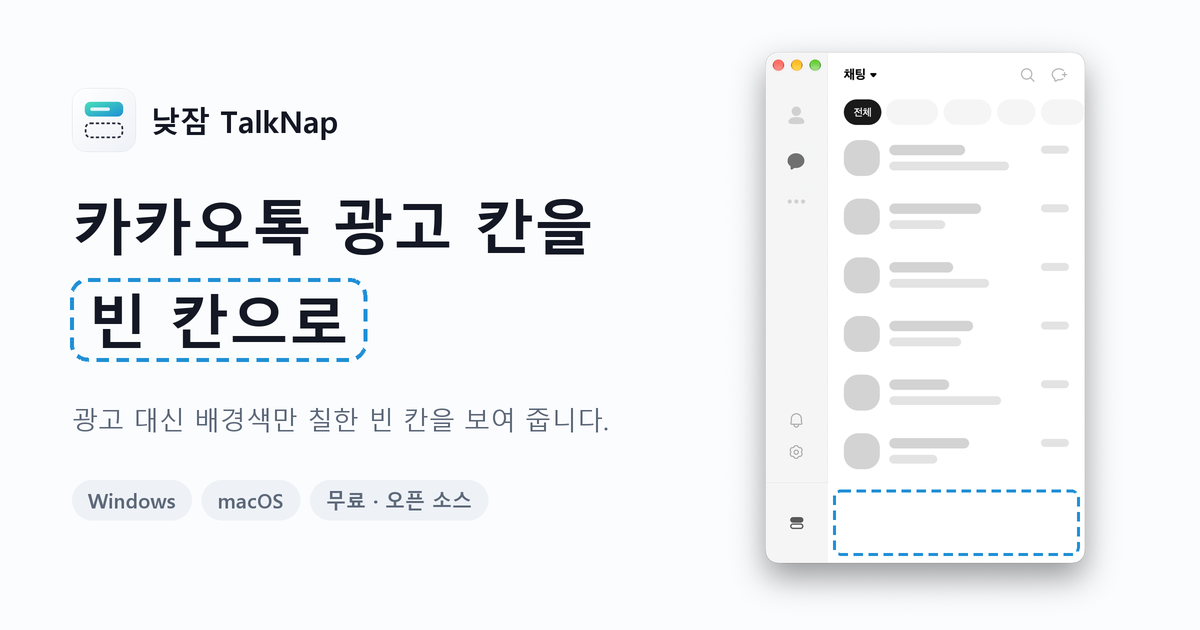 낮잠 TalkNap
카카오톡 광고 칸을
빈 칸으로
광고 대신 배경색만 칠한 빈 칸을 보여 줍니다.
Windows
macOS
무료 · 오픈 소스
채팅
전체